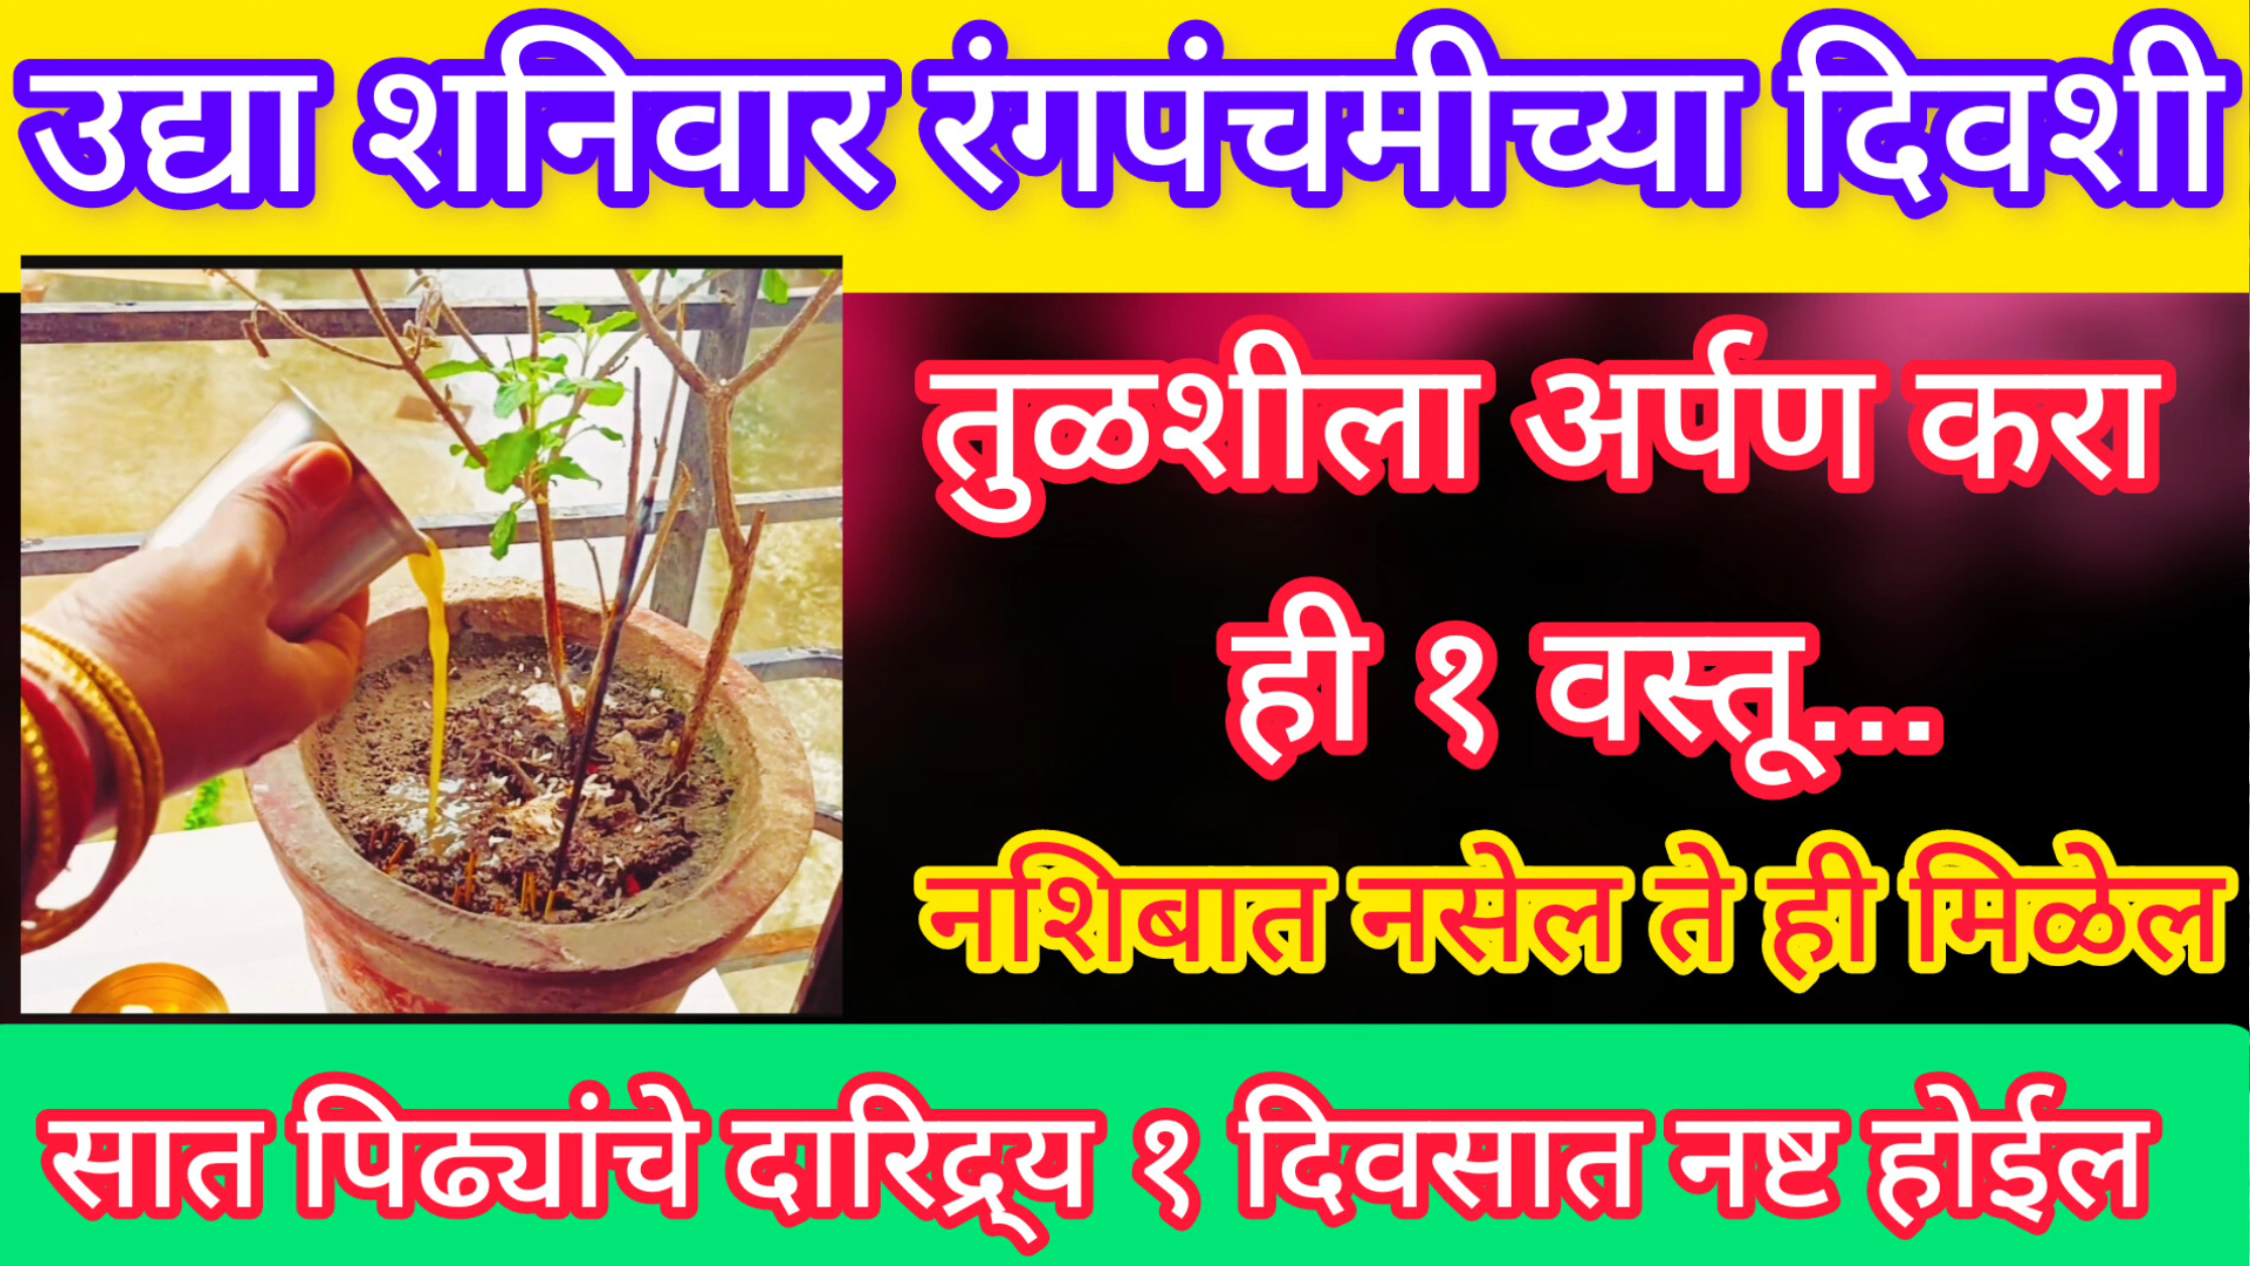 उद्या शनिवार रंगपंचमीच्या दिवशी
तुळशीला अर्पण करा
ही १ वस्तू...
नशिबात नसेल ते ही मिळेल
सात पिढ्यांचे दारिद्र्य १ दिवसात नष्ट होईल